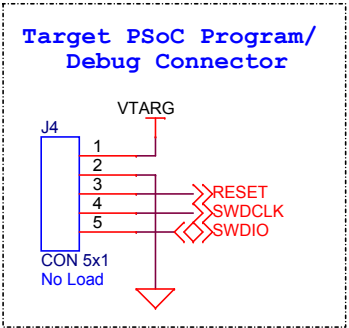 Target PSoC Program/
Debug Connector
VTARG
J4
1
2
3
RESET
4
SWDCLK
5
SWDIO
CON 5x1
No Load